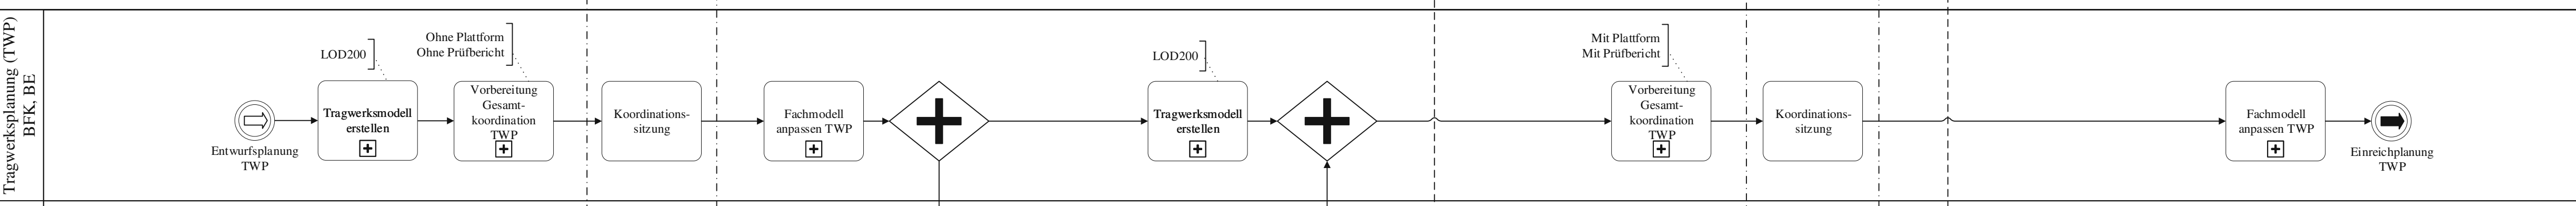 Tragwerksplanung (TWP)
BFK, BE
Entwurfsplanung
TWP
LOD200
Tragwerksmodell
erstellen
Ohne Plattform
Ohne Prüfbericht
Vorbereitung
Gesamt-
koordination
TWP
Koordinations-
sitzung
Fachmodell
anpassen TWP
LOD200
Tragwerksmodell
erstellen
Mit Plattform
Mit Prüfbericht
Vorbereitung
Gesamt-
koordination
TWP
Koordinations-
sitzung
Fachmodell
anpassen TWP
Einreichplanung
TWP